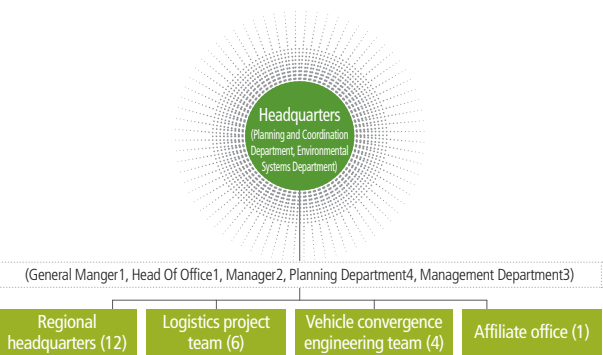 Headquarters
(Planning and Coordination
Department, Environmental
Systems Department)
(General Manger1, Head Of Office1, Manager2, Planning Department4, Management Department3)
Regional
headquarters (12)
Logistics project
team (6)
Vehicle convergence
engineering team (4)
Affiliate office (1)